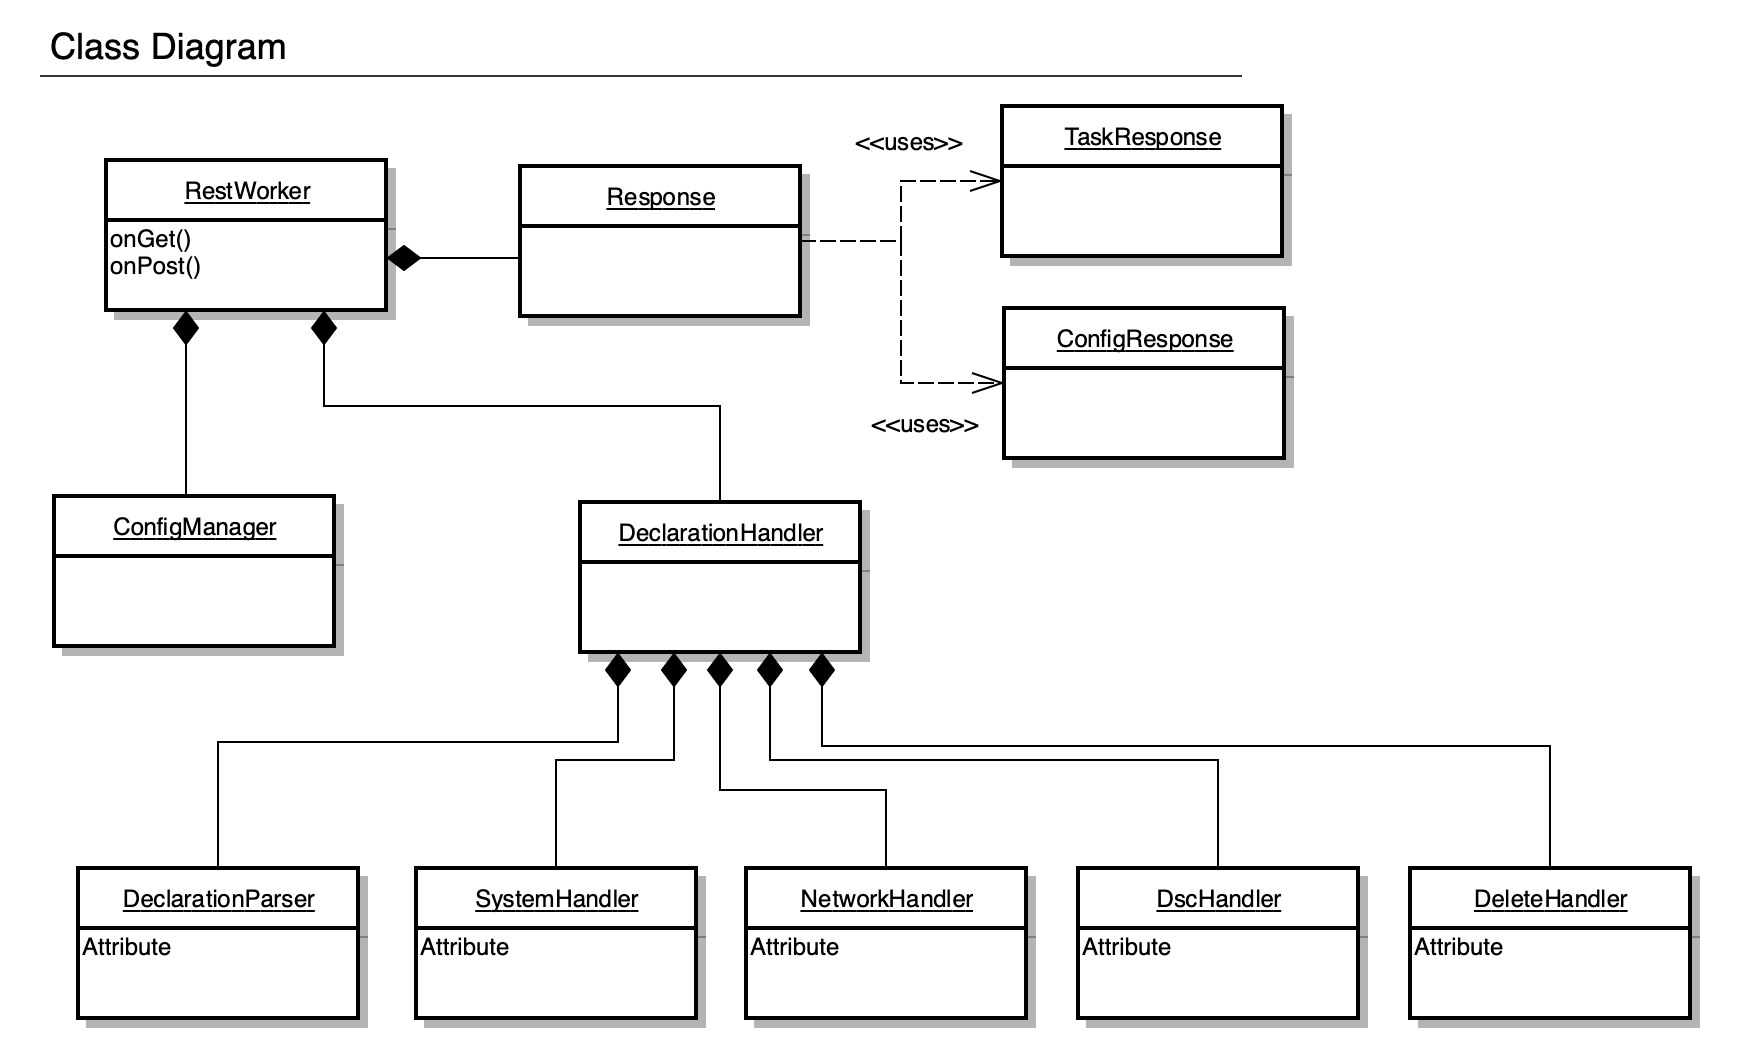 Class Diagram
RestWorker
onGet()
onPost()
Response
<<uses>>
TaskResponse
ConfigResponse
<<uses>>
ConfigManager
DeclarationHandler
DeclarationParser
Attribute
SystemHandler
Attribute
NetworkHandler
Attribute
DscHandler
Attribute
DeleteHandler
Attribute